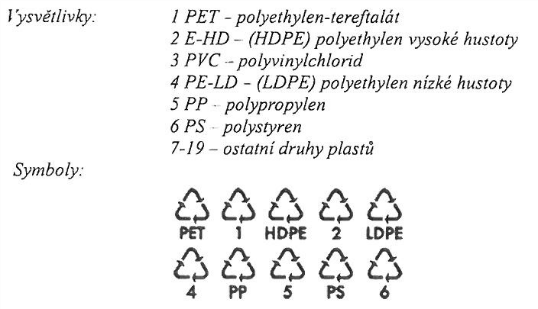 Vysvětlivky: 1 PET - polyethylen-tereftalát
2 E-HD – (HDPE) polyethylen vysoké hustoty
3 PVC – polyvinylchlorid
4 PE-LD – (LDPE) polyethylen nízké hustoty
5 PP – polypropylen
6 PS – polystyren
7-19 – ostatní druhy plastů
Symboly:
PET 1 HDPE 2 LDPE
4 PP 5 PS 6